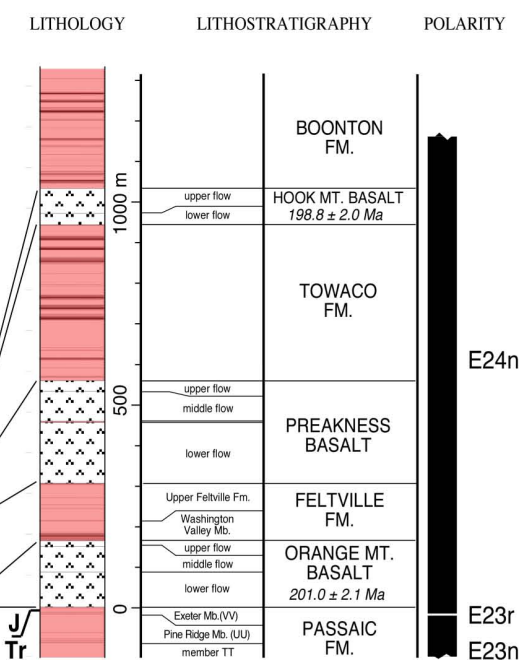 LITHOLOGY LITHOSTRATIGRAPHY POLARITY
BOONTON
FM.
1000 m
upper flow
lower flow
HOOK MT. BASALT
198.8 ± 2.0 Ma
TOWACO
FM.
E24n
500
upper flow
middle flow
lower flow
PREAKNESS
BASALT
Upper Feltville Fm.
Washington
Valley Mb.
FELTVILLE
FM.
upper flow
middle flow
lower flow
ORANGE MT.
BASALT
201.0 ± 2.1 Ma
0
J
Tr
Exeter Mb.(VV)
Pine Ridge Mb. (UU)
member TT
PASSAIC
FM.
E23r
E23n